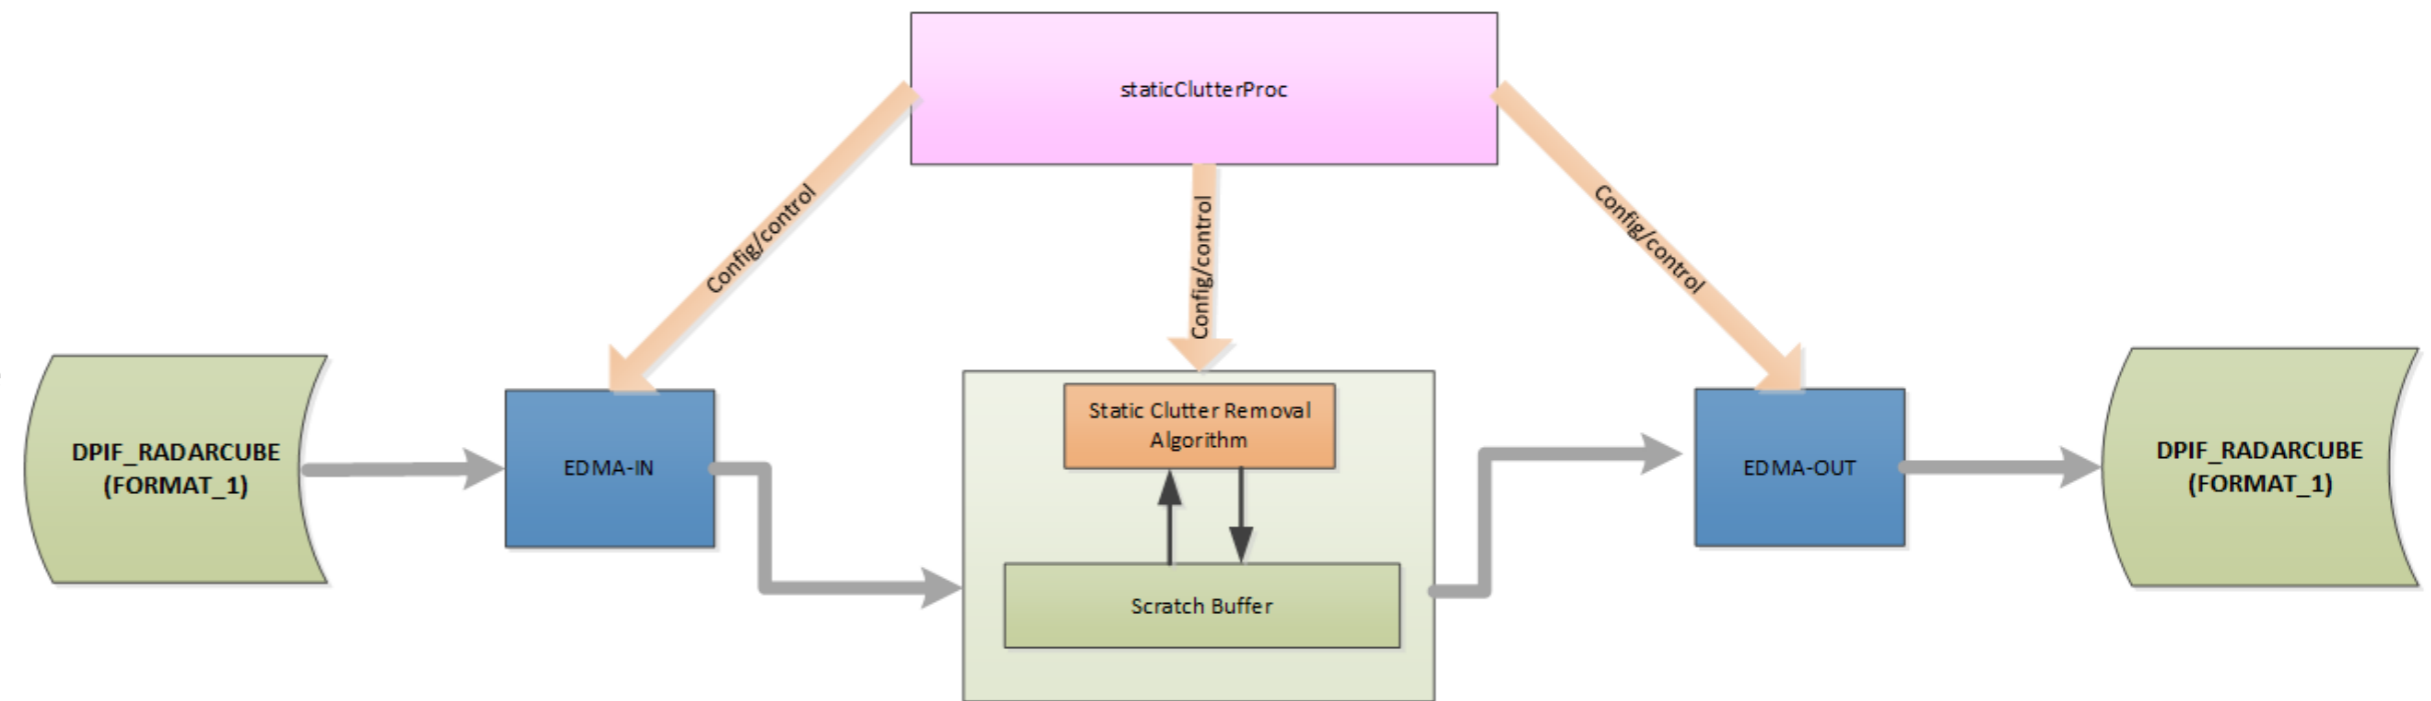 staticClutterProc
Config/control
Config/control
Config/control
DPIF_RADARCUBE
(FORMAT_1)
EDMA-IN
Static Clutter Removal
Algorithm
Scratch Buffer
EDMA-OUT
DPIF_RADARCUBE
(FORMAT_1)